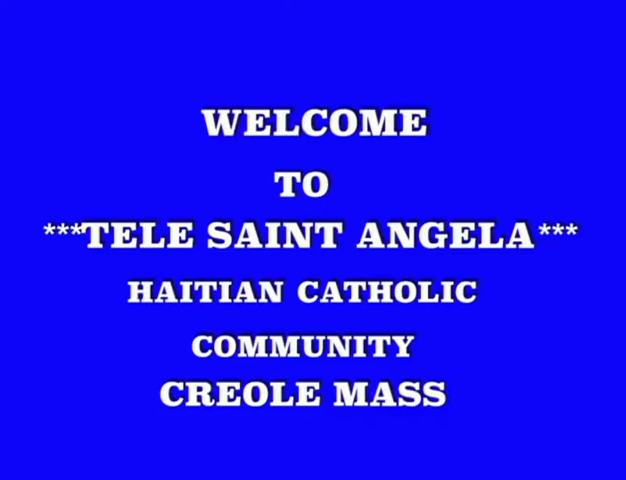 WELCOME
TO
***TELE SAINT ANGELA***
HAITIAN CATHOLIC
COMMUNITY
CREOLE MASS